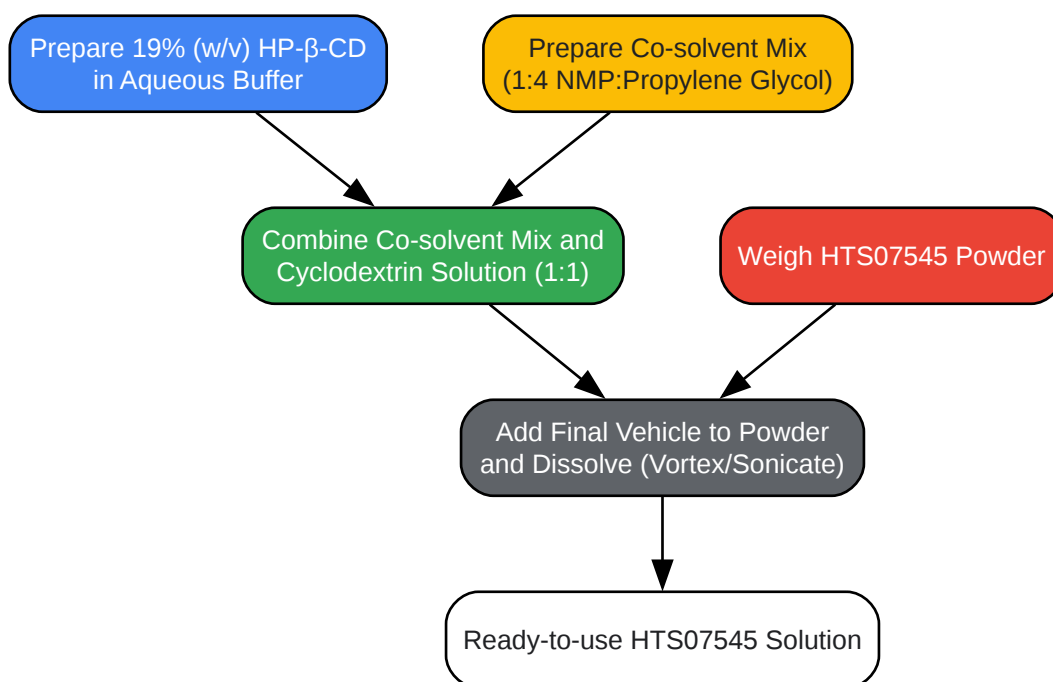 Prepare 19% (w/v) HP-β-CD
in Aqueous Buffer
Prepare Co-solvent Mix
(1:4 NMP:Propylene Glycol)
Combine Co-solvent Mix and
Cyclodextrin Solution (1:1)
Weigh HTS07545 Powder
Add Final Vehicle to Powder
and Dissolve (Vortex/Sonicate)
Ready-to-use HTS07545 Solution